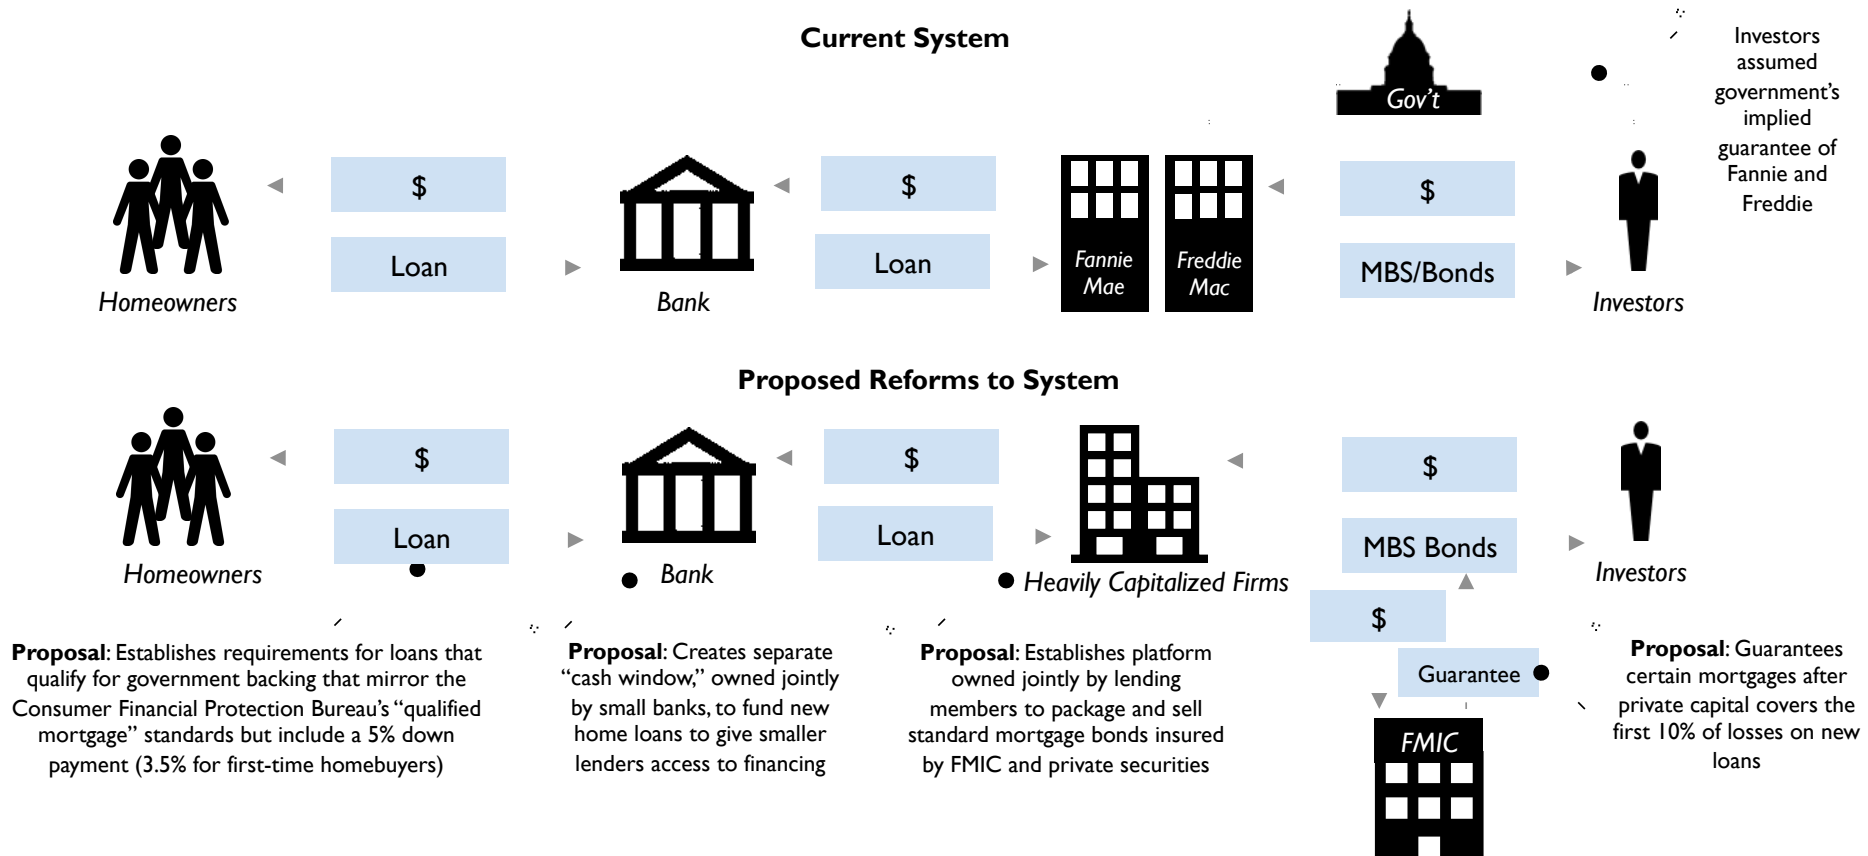 Current System
Gov't
Investors
assumed
government’s
implied
guarantee of
Fannie and
Freddie
$
$
$
Loan
Loan
Fannie
Mae
Freddie
Mac
MBS/Bonds
Homeowners
Bank
Investors
Proposed Reforms to System
$
$
$
Loan
Loan
MBS Bonds
Homeowners
Bank
Heavily Capitalized Firms
Investors
$
Guarantee
FMIC
Proposal: Establishes requirements for loans that
qualify for government backing that mirror the
Consumer Financial Protection Bureau’s “qualified
mortgage” standards but include a 5% down
payment (3.5% for first-time homebuyers)
Proposal: Creates separate
“cash window,” owned jointly
by small banks, to fund new
home loans to give smaller
lenders access to financing
Proposal: Establishes platform
owned jointly by lending
members to package and sell
standard mortgage bonds insured
by FMIC and private securities
Proposal: Guarantees
certain mortgages after
private capital covers the
first 10% of losses on new
loans